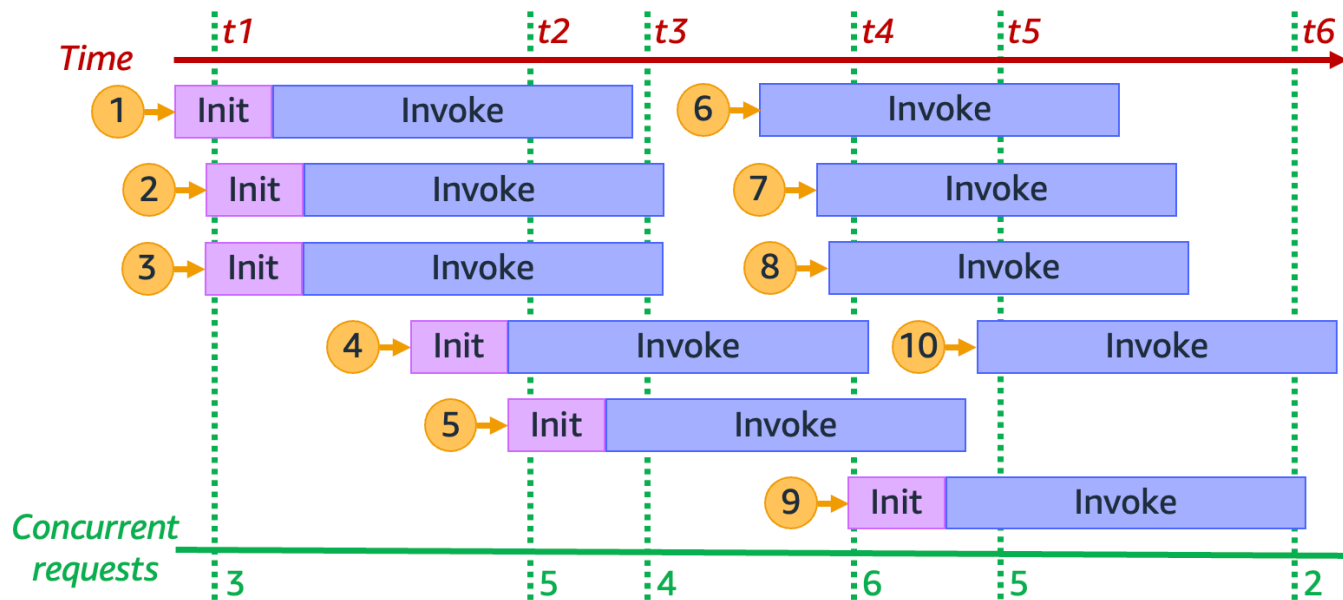 t1 t2 t3 t4 t5 t6
Time
1 Init Invoke 6 Invoke
2 Init Invoke 7 Invoke
3 Init Invoke 8 Invoke
4 Init Invoke 10 Invoke
5 Init Invoke
9 Init Invoke
Concurrent
requests
3 5 4 6 5 2